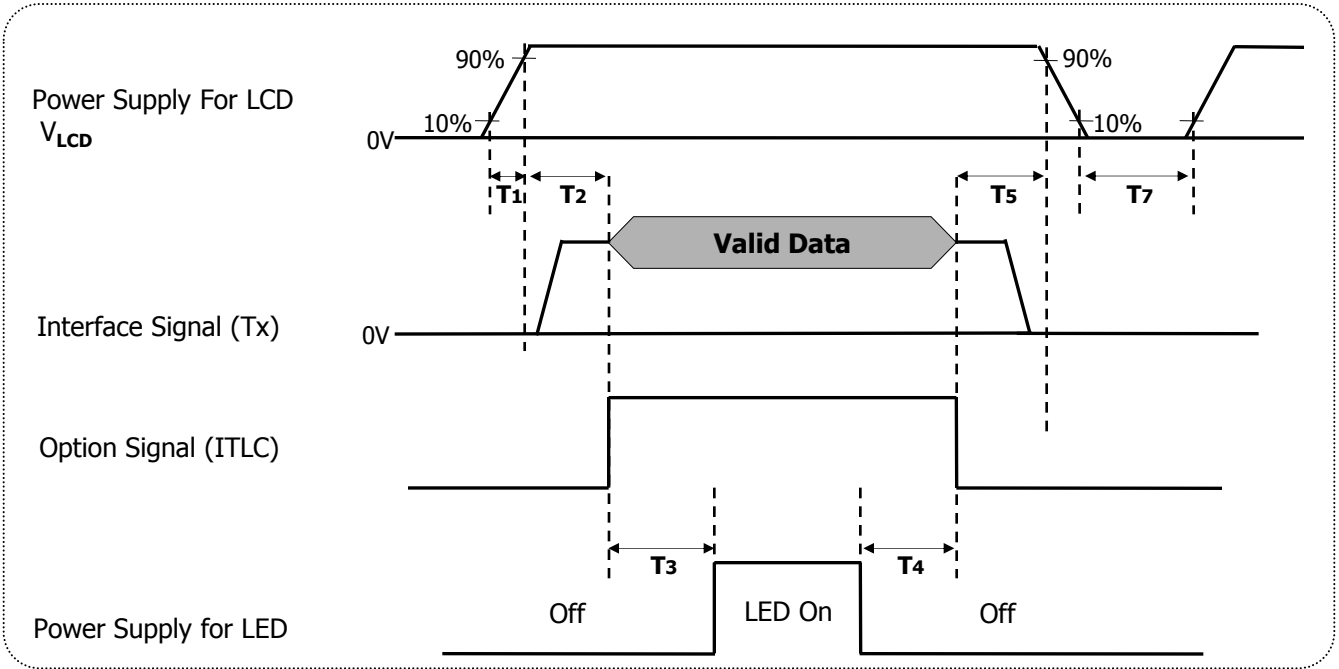 90%
90%
Power Supply For LCD
VLCD
10%
10%
0V
T1
T2
T5
T7
Valid Data
Interface Signal (Tx)
0V
Option Signal (ITLC)
T3
T4
Off
LED On
Off
Power Supply for LED